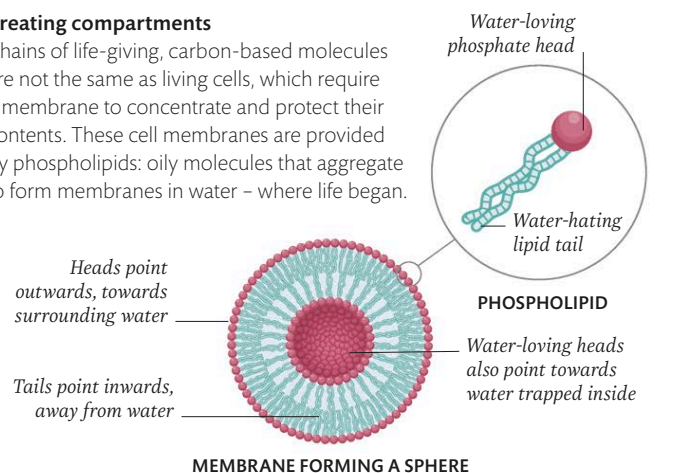 reating compartments
hains of life-giving, carbon-based molecules
re not the same as living cells, which require
membrane to concentrate and protect their
ontents. These cell membranes are provided
y phospholipids: oily molecules that aggregate
o form membranes in water – where life began.
Water-loving
phosphate head
Water-hating
lipid tail
PHOSPHOLIPID
Heads point
outwards, towards
surrounding water
Water-loving heads
also point towards
water trapped inside
Tails point inwards,
away from water
MEMBRANE FORMING A SPHERE